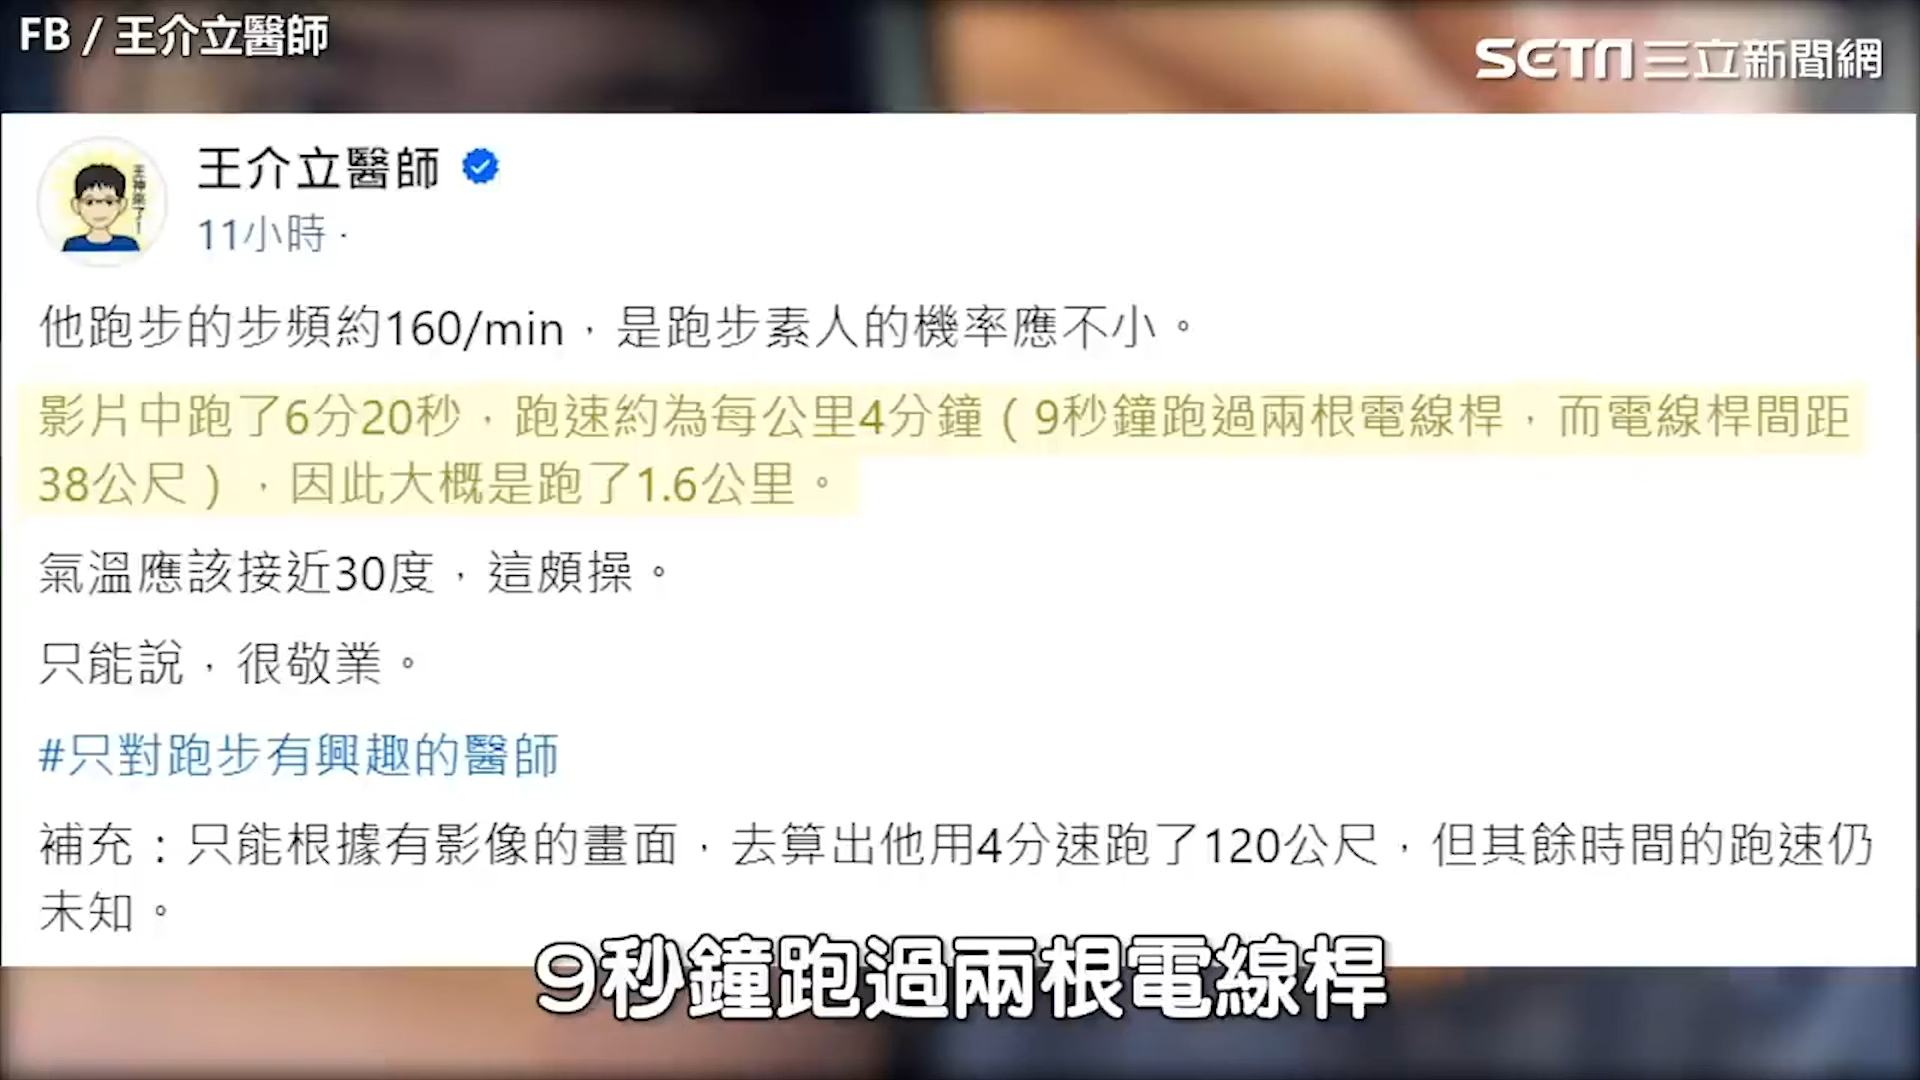 FB / 王介立醫師
SETN三立新聞網
王神來了!
王介立醫師
11小時·
他跑步的步頻約160/min，是跑步素人的機率應不小。
影片中跑了6分20秒，跑速約為每公里4分鐘（9秒鐘跑過兩根電線桿，而電線桿間距
38公尺），因此大概是跑了1.6公里。
氣溫應該接近30度，這頗操。
只能說，很敬業。
#只對跑步有興趣的醫師
補充：只能根據有影像的畫面，去算出他用4分速跑了120公尺，但其餘時間的跑速仍
未知。
9秒鐘跑過兩根電線桿